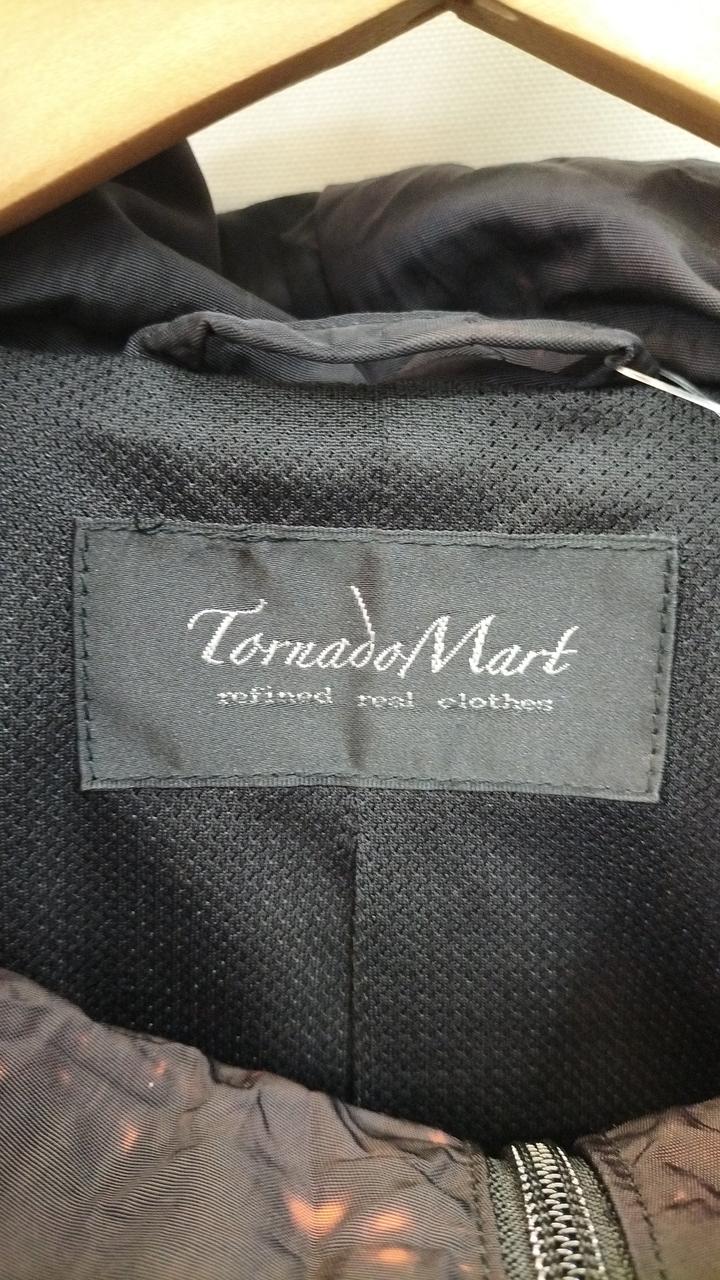 TornadoMart
refined real clothes